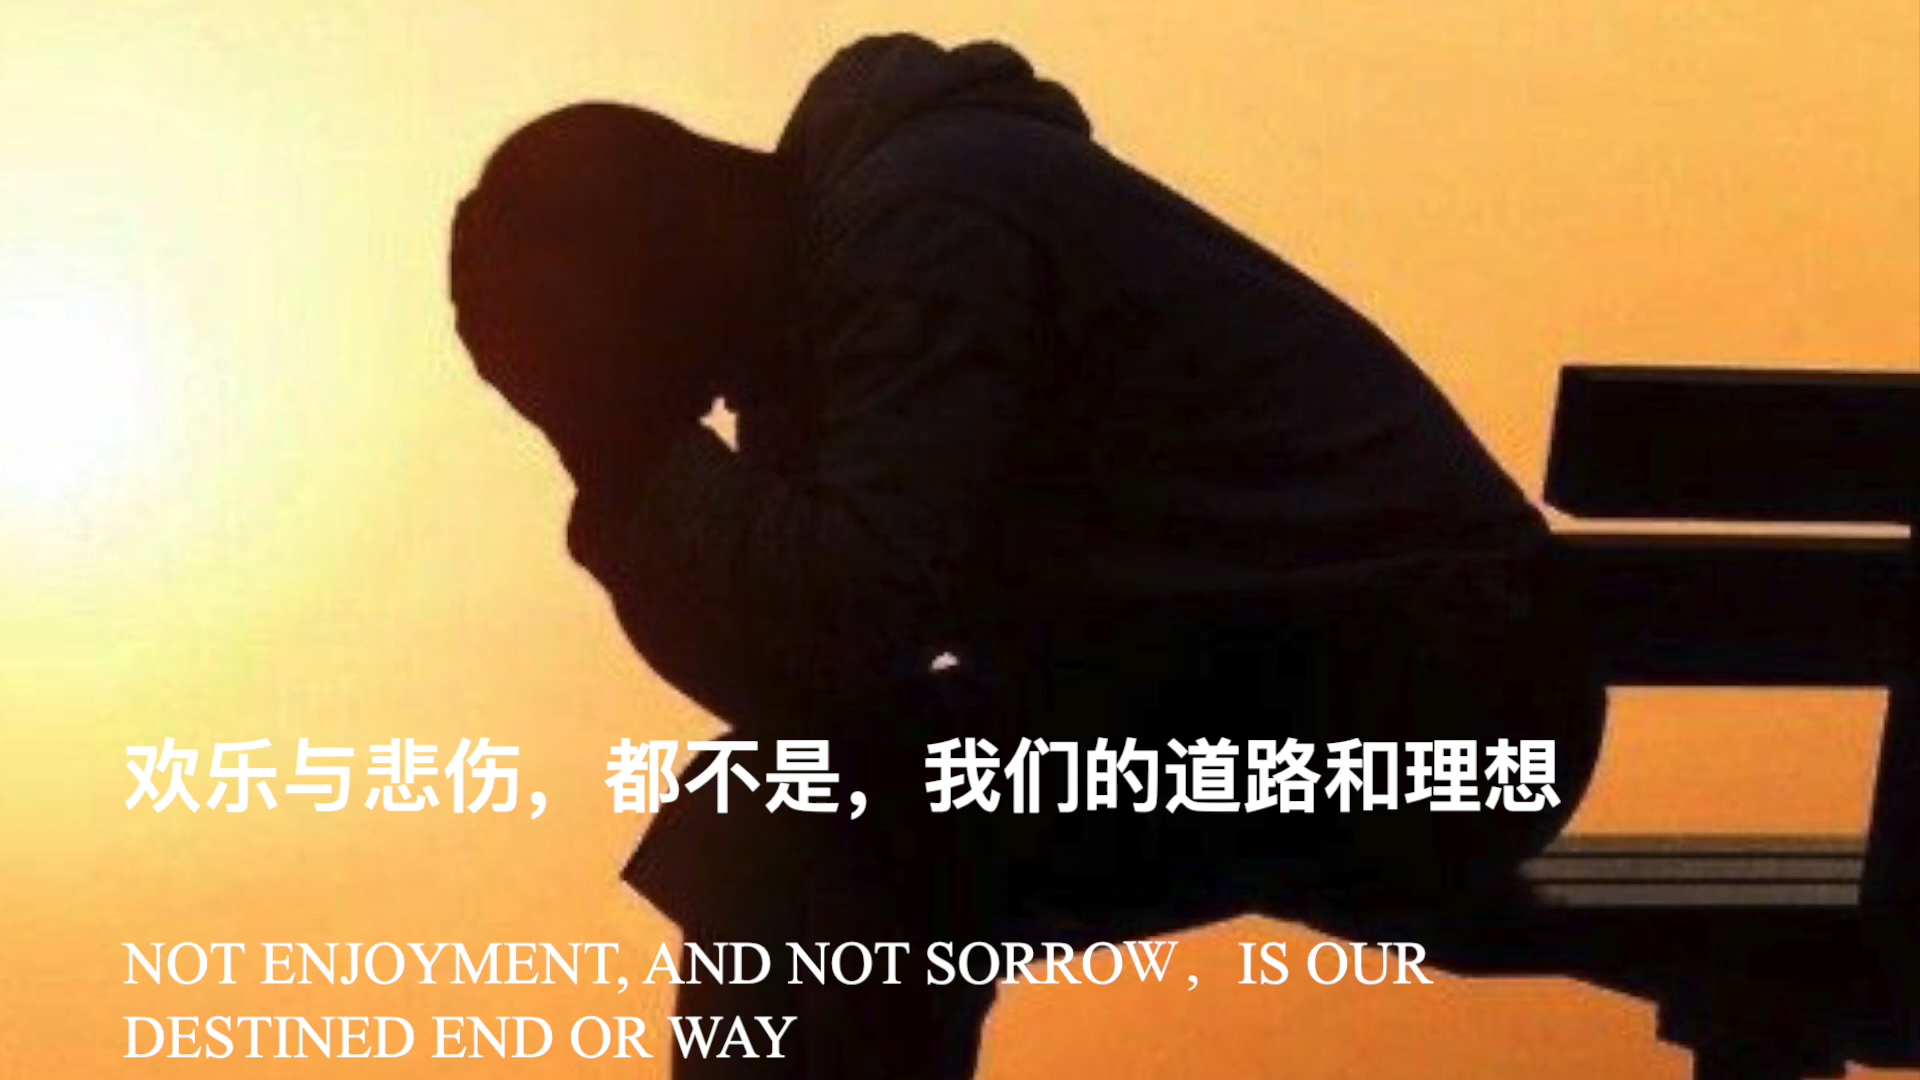 欢乐与悲伤，都不是，我们的道路和理想
NOT ENJOYMENT, AND NOT SORROW，IS OUR
DESTINED END OR WAY